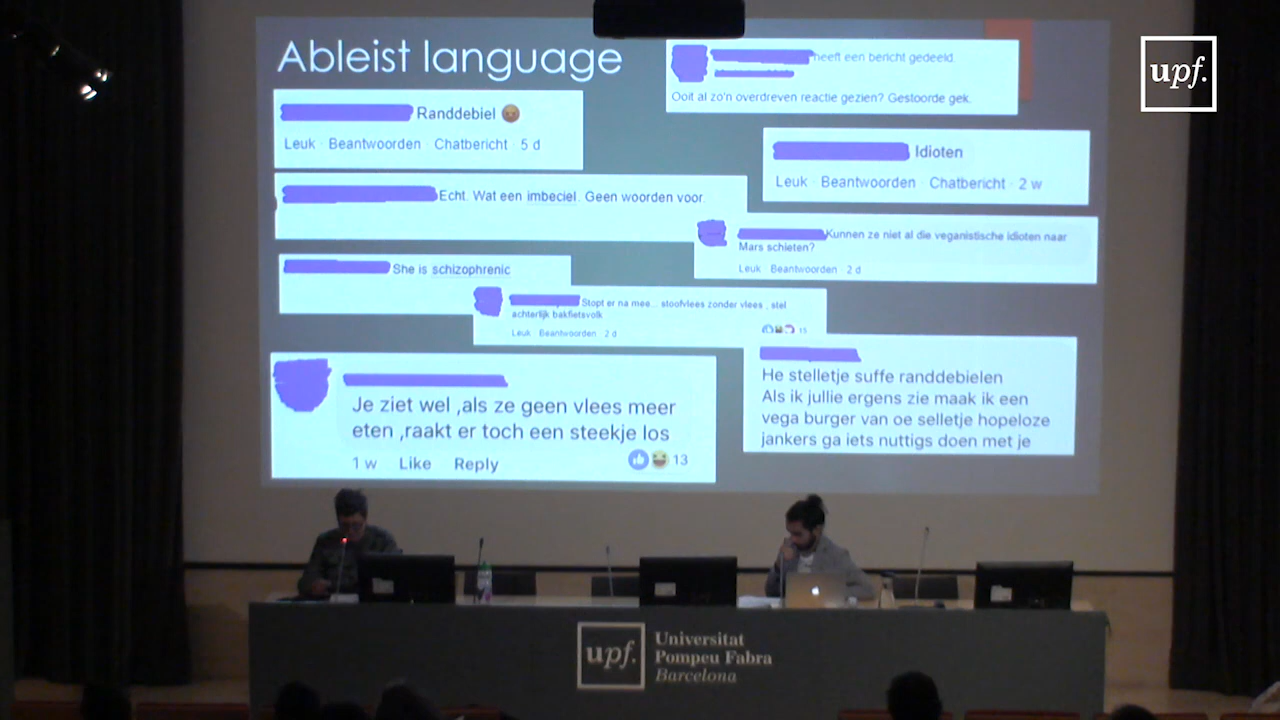 Ableist language
heeft een bericht gedeeld.
Ooit al zo'n overdreven reactie gezien? Gestoorde gek.
Randdebiel
Leuk · Beantwoorden · Chatbericht · 5 d
Idioten
Leuk · Beantwoorden · Chatbericht · 2 w
Echt. Wat een imbeciel. Geen woorden voor.
Kunnen ze niet al die veganistische idioten naar
Mars schieten?
Leuk · Beantwoorden · 2 d
She is schizophrenic
Stopt er na mee... stoofvlees zonder vlees , stel
achterlijk bakfietsvolk
Leuk · Beantwoorden · 2 d
15
Je ziet wel ,als ze geen vlees meer
eten ,raakt er toch een steekje los
1 w Like Reply 13
He stelletje suffe randdebielen
Als ik jullie ergens zie maak ik een
vega burger van oe selletje hopeloze
jankers ga iets nuttigs doen met je
upf.
upf.
Universitat
Pompeu Fabra
Barcelona